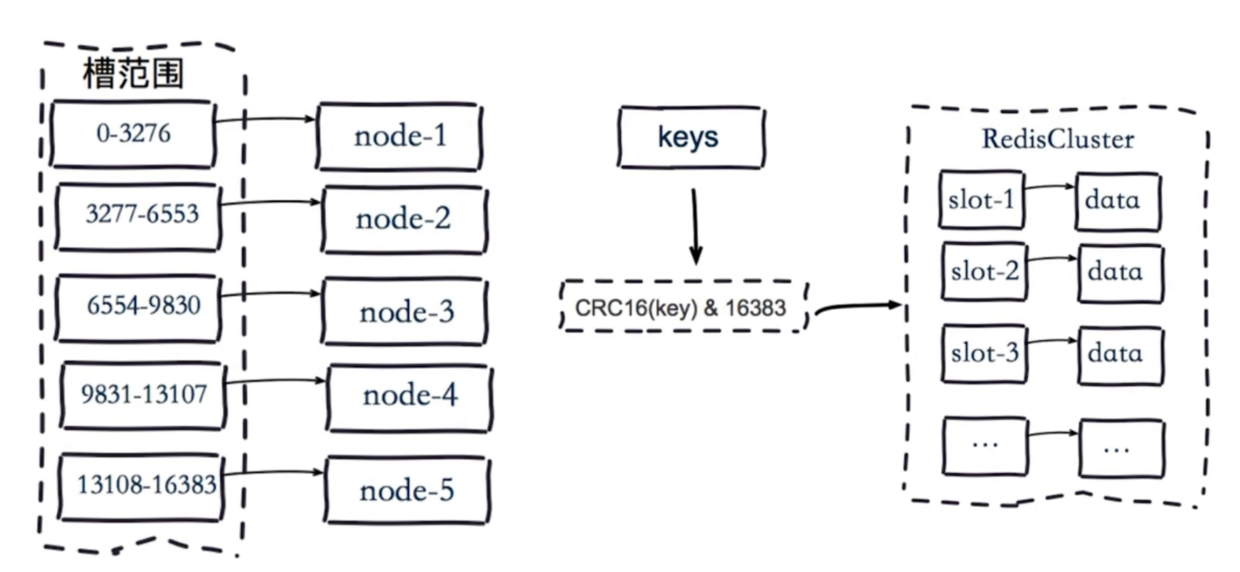 槽范围
0-3276
node-1
3277-6553
node-2
6554-9830
node-3
9831-13107
node-4
13108-16383
node-5
keys
CRC16(key) & 16383
RedisCluster
slot-1
data
slot-2
data
slot-3
data
...
...